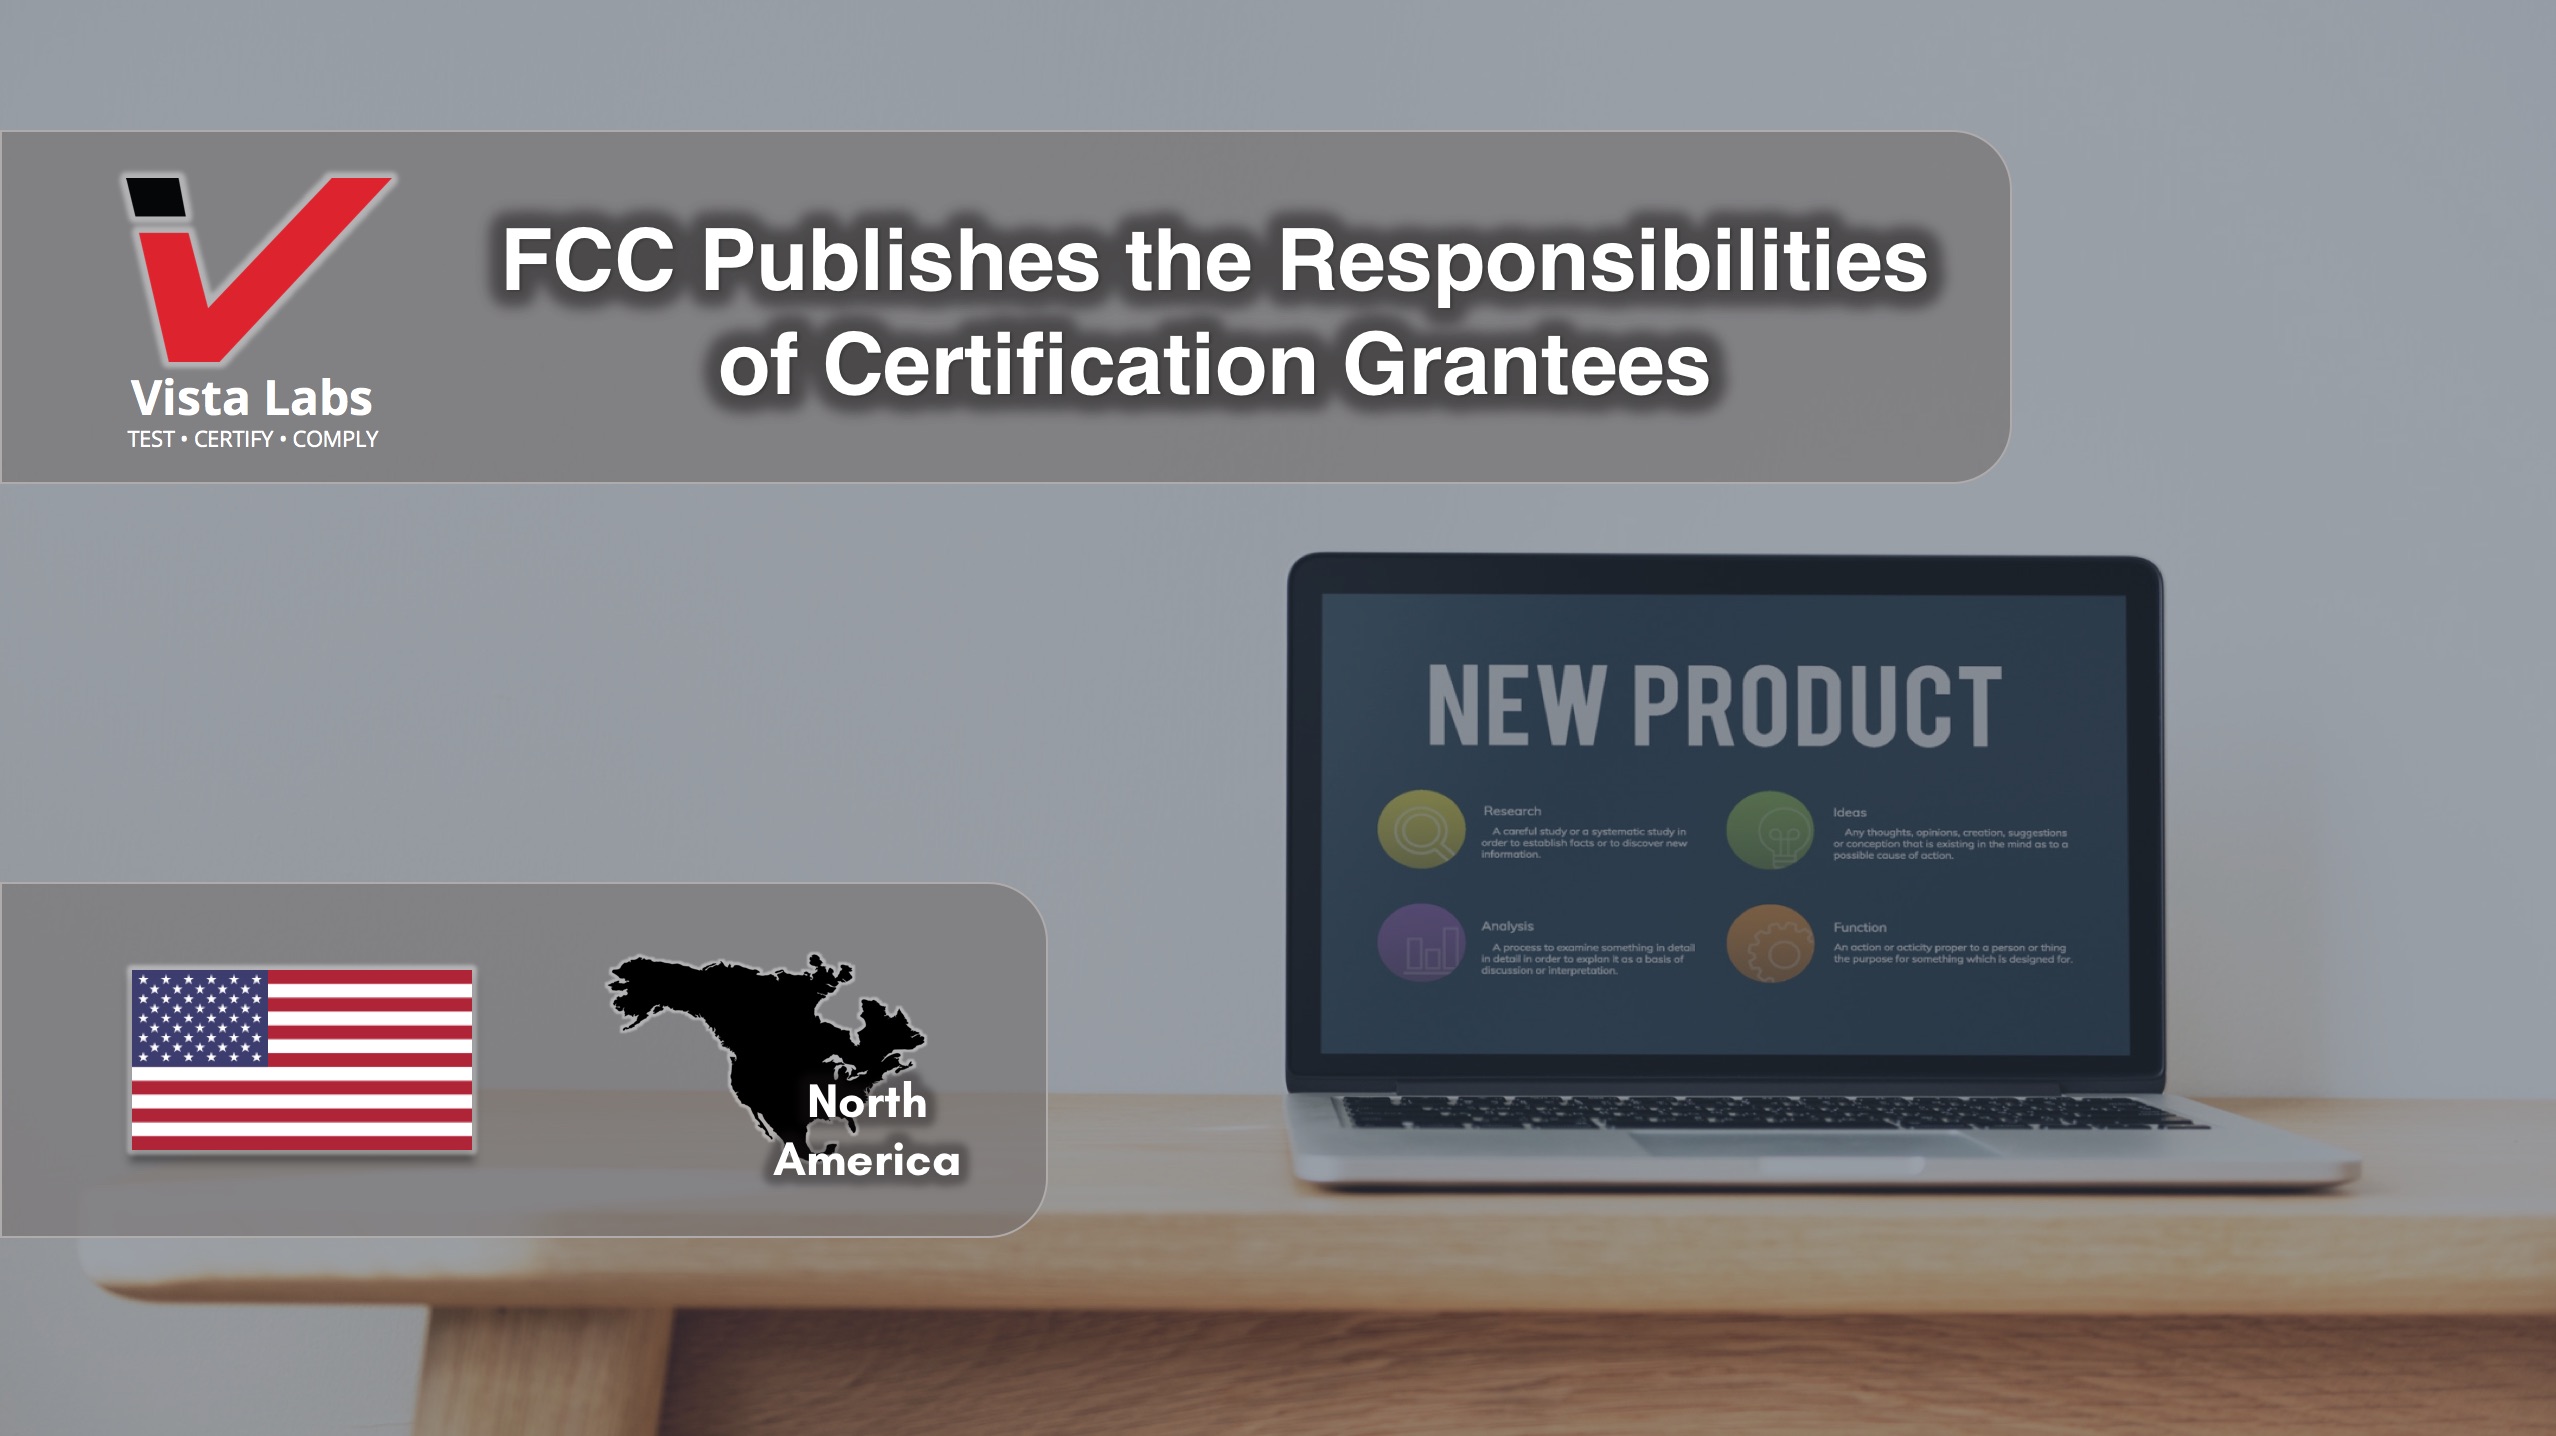 FCC Publishes the Responsibilities
of Certification Grantees
Vista Labs
TEST • CERTIFY • COMPLY
NEW PRODUCT
Research
A careful study or a systematic study in
order to establish facts or to discover new
information.
Ideas
Any thoughts, opinions, creation, suggestions
or conception that is existing in the mind as to a
possible cause of action.
Analysis
A process to examine something in detail
in detail in order to explan it as a basis of
discussion or interpretation.
Function
An action or acticity proper to a person or thing
the purpose for something which is designed for.
North
America